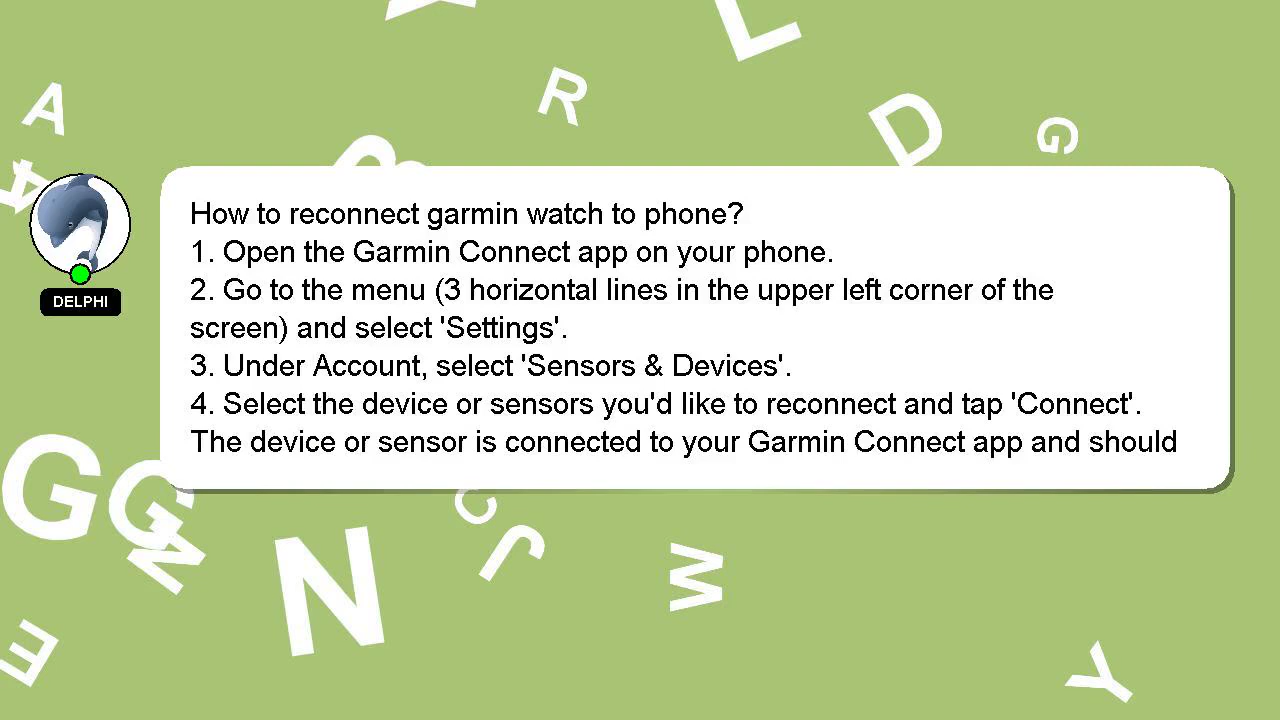 A
R
L
D
G
A
DELPHI
How to reconnect garmin watch to phone?
1. Open the Garmin Connect app on your phone.
2. Go to the menu (3 horizontal lines in the upper left corner of the
screen) and select 'Settings'.
3. Under Account, select 'Sensors & Devices'.
4. Select the device or sensors you'd like to reconnect and tap 'Connect'.
The device or sensor is connected to your Garmin Connect app and should
G
G
N
N
J
M
E
Y